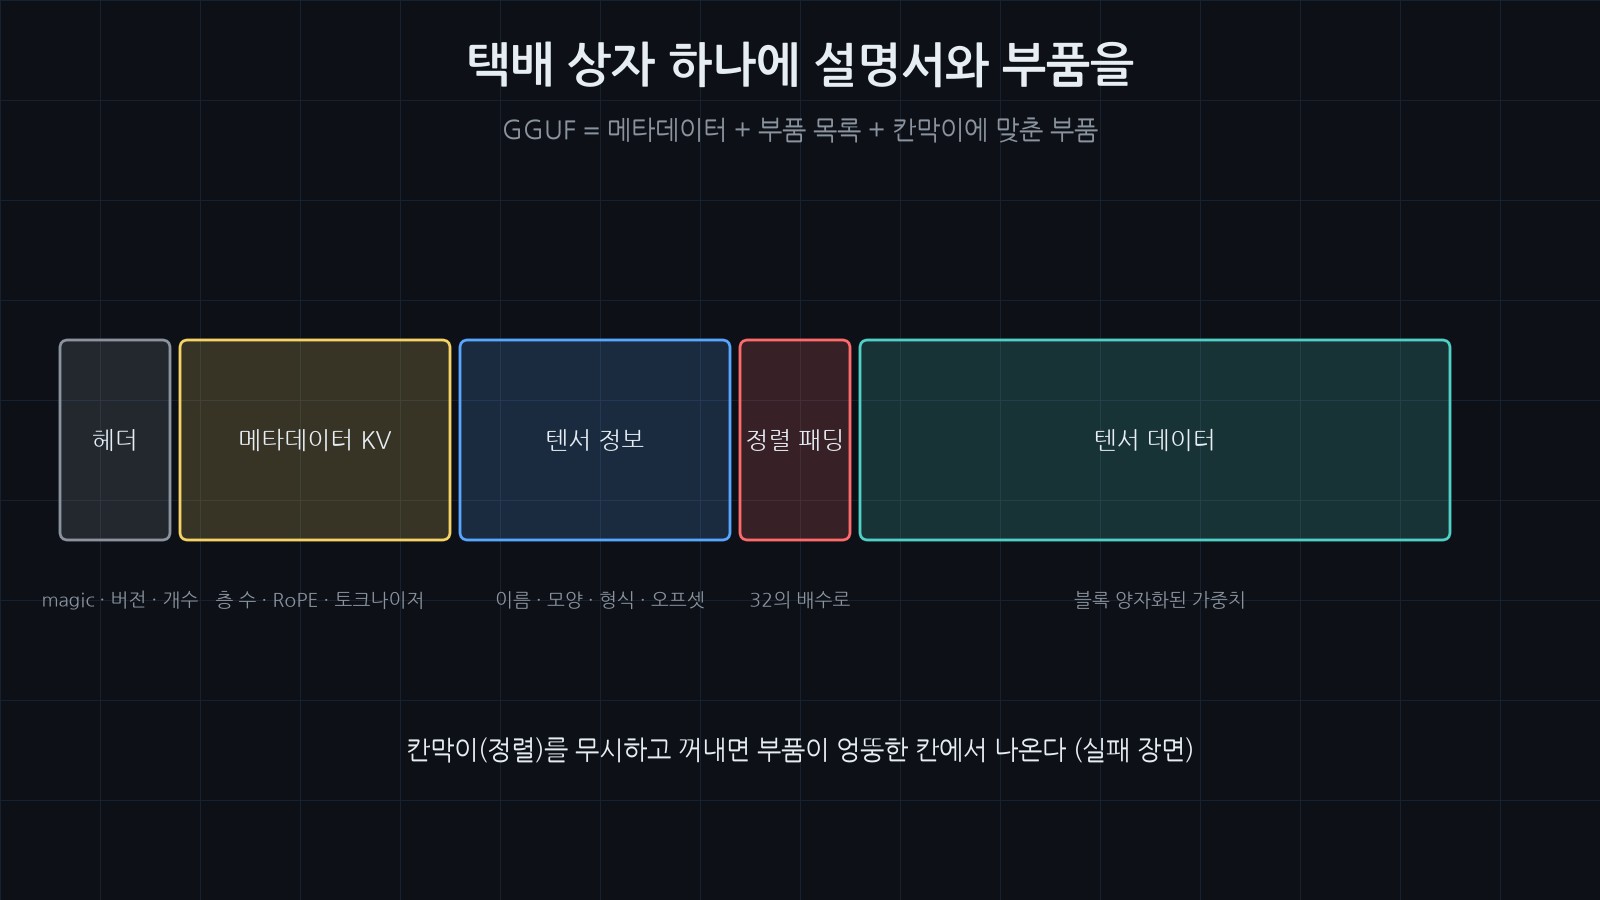 택배 상자 하나에 설명서와 부품을
GGUF = 메타데이터 + 부품 목록 + 칸막이에 맞춘 부품
헤더
메타데이터 KV
텐서 정보
정렬 패딩
텐서 데이터
magic · 버전 · 개수
층 수 · RoPE · 토크나이저
이름 · 모양 · 형식 · 오프셋
32의 배수로
블록 양자화된 가중치
칸막이(정렬)를 무시하고 꺼내면 부품이 엉뚱한 칸에서 나온다 (실패 장면)